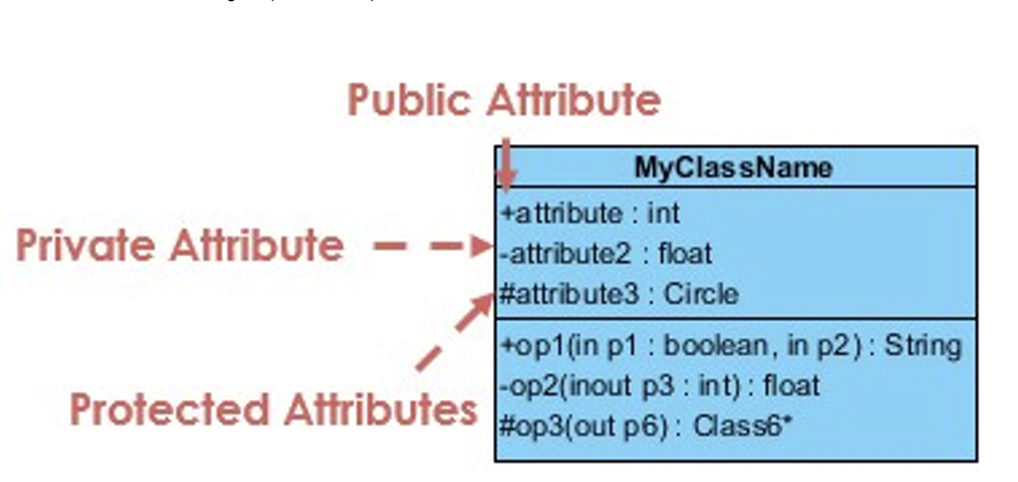 Public Attribute
MyClassName
+attribute : int
Private Attribute
-attribute2 : float
#attribute3 : Circle
+op1(in p1 : boolean, in p2) : String
-op2(inout p3 : int) : float
Protected Attributes
#op3(out p6) : Class6*